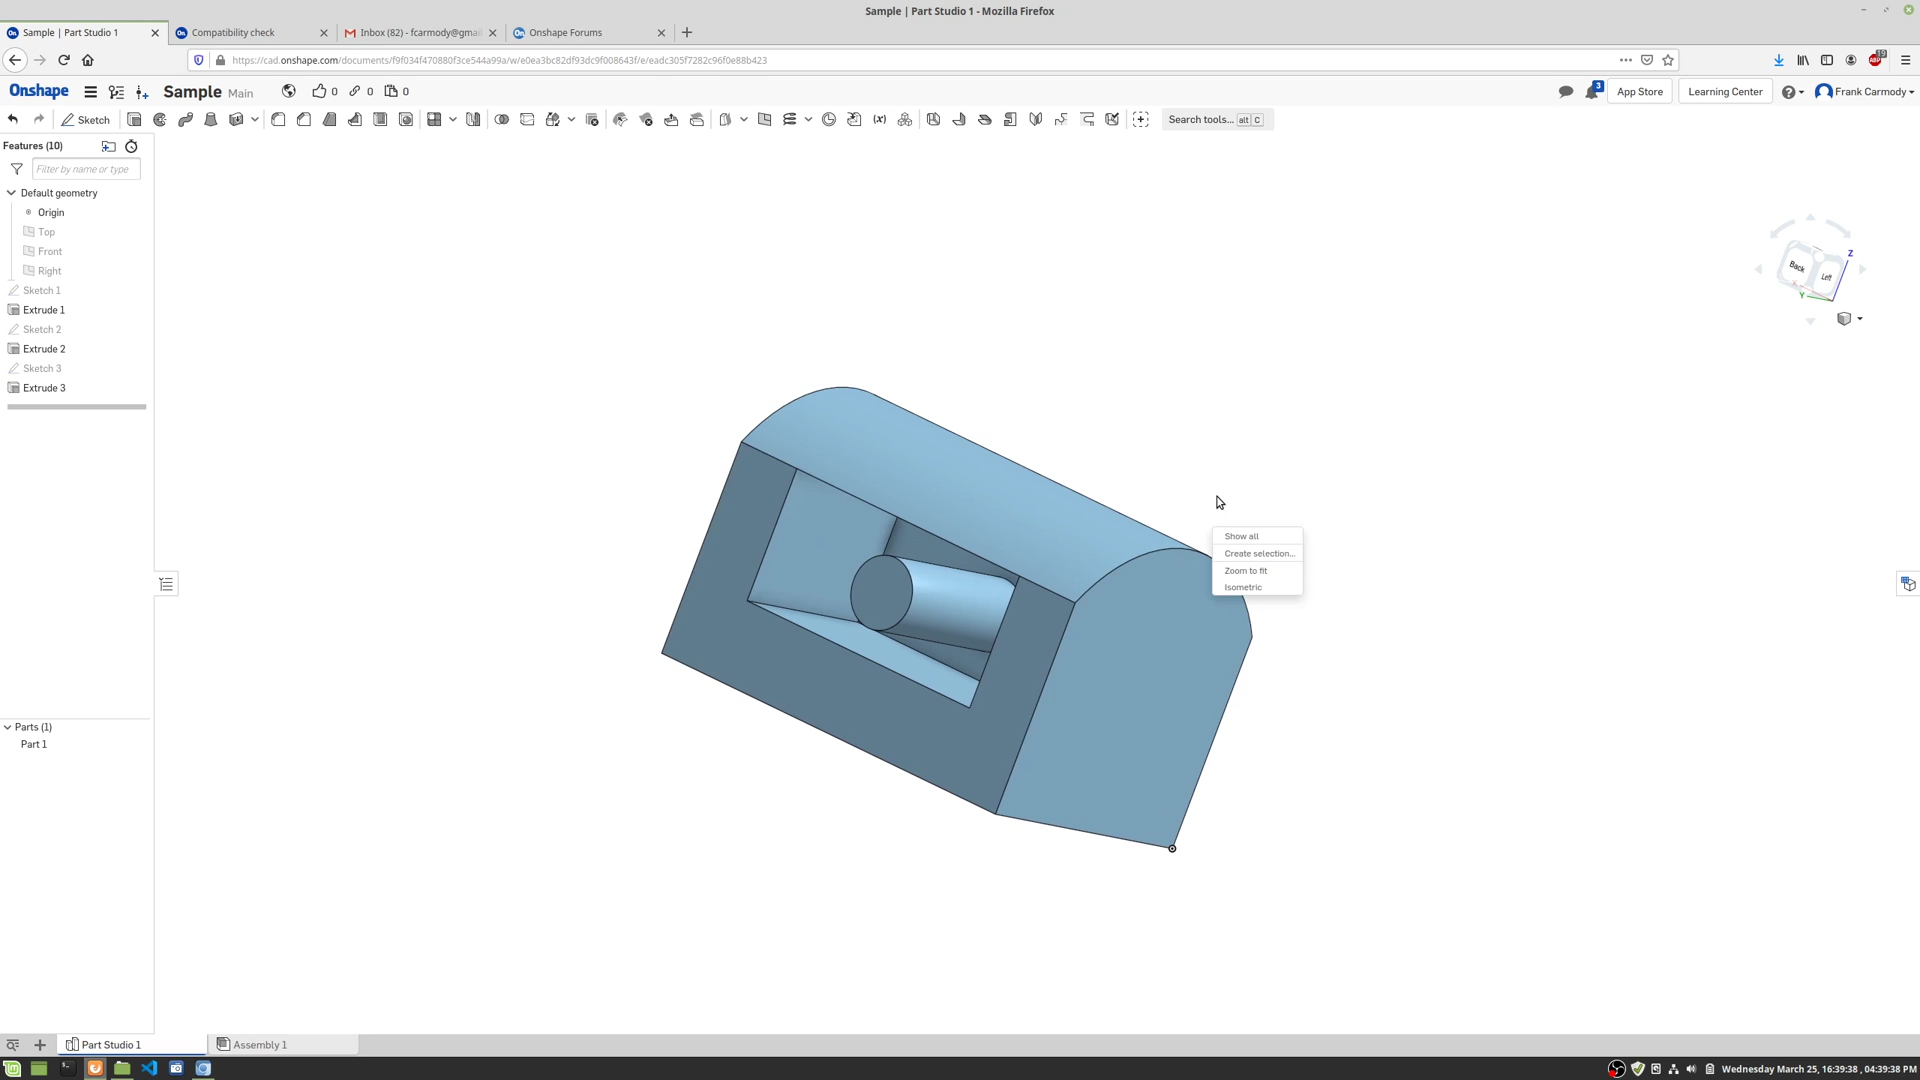 Sample | Part Studio 1 - Mozilla Firefox
Sample | Part Studio 1
Compatibility check
Inbox (82) - fcarmody@gmai
Onshape Forums
https://cad.onshape.com/documents/f9f034f470880f3ce544a99a/w/e0ea3bc82df93dc9f008643f/e/eadc305f7282c96f0e88b423
19
ABP
Onshape
Sample Main
0
0
0
3
App Store
Learning Center
Frank Carmody
Sketch
(x)
Search tools... alt C
Features (10)
Filter by name or type
Default geometry
Origin
Top
Front
Right
Sketch 1
Extrude 1
Sketch 2
Extrude 2
Sketch 3
Extrude 3
Z
Back
Left
Y
Show all
Create selection...
Zoom to fit
Isometric
Parts (1)
Part 1
Part Studio 1
Assembly 1
Wednesday March 25, 16:39:38 , 04:39:38 PM